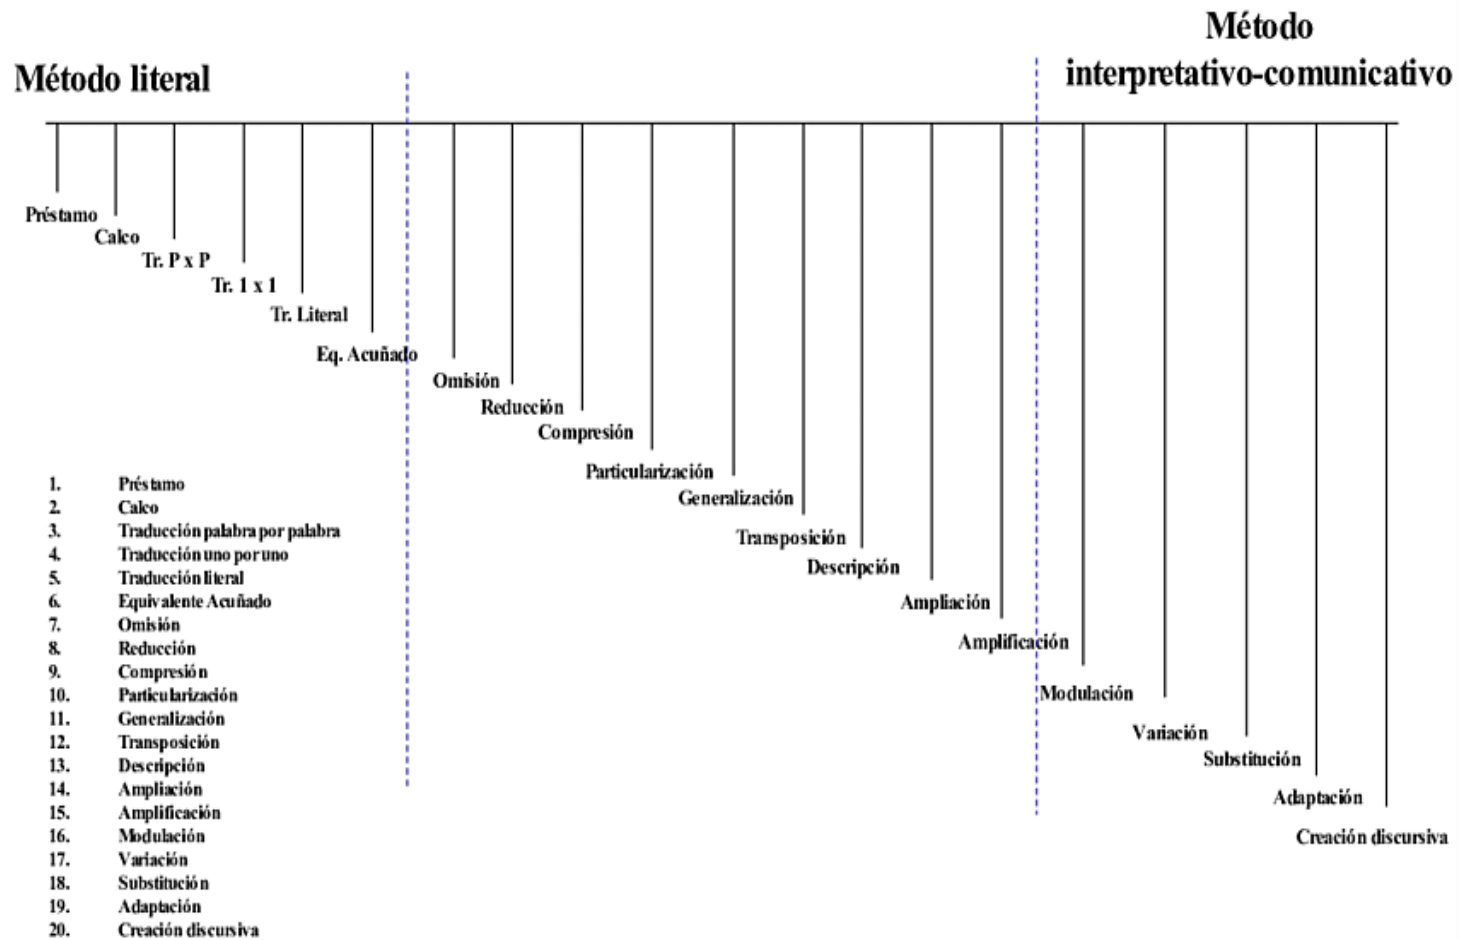 Método
interpretativo-comunicativo
Método literal
Préstamo
Calco
Tr. P x P
Tr. 1 x 1
Tr. Literal
Eq. Acuñado
Omisión
Reducción
Compresión
Particularización
Generalización
Transposición
Descripción
Ampliación
Amplificación
Modulación
Variación
Substitución
Adaptación
Creación discursiva
1. Préstamo
2. Calco
3. Traducción palabra por palabra
4. Traducción uno por uno
5. Traducción literal
6. Equivalente Acuñado
7. Omisión
8. Reducción
9. Compresión
10. Particularización
11. Generalización
12. Transposición
13. Descripción
14. Ampliación
15. Amplificación
16. Modulación
17. Variación
18. Substitución
19. Adaptación
20. Creación discursiva